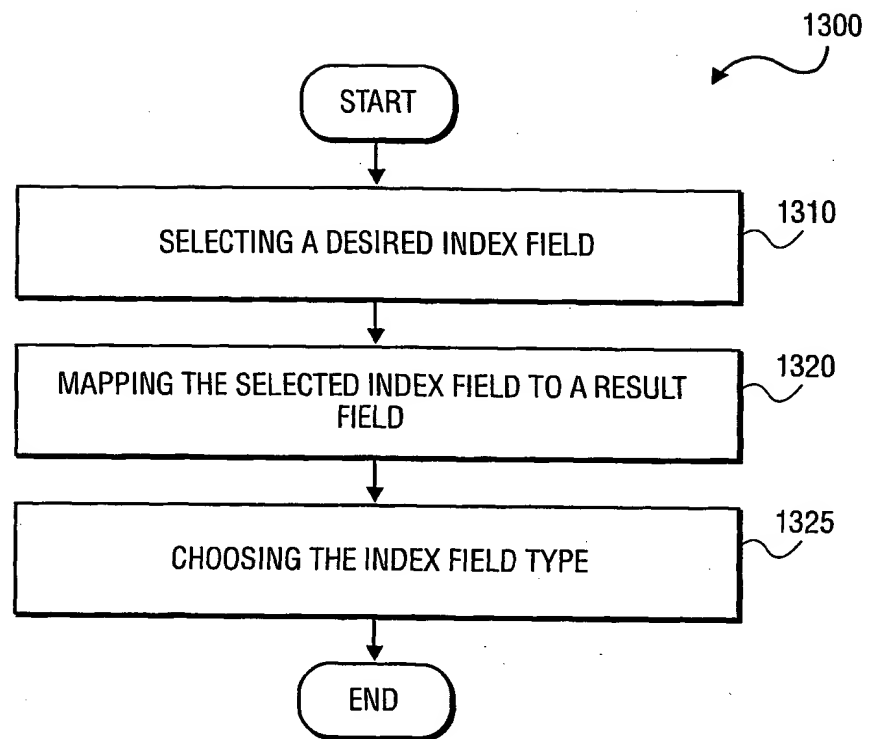 1300
START
SELECTING A DESIRED INDEX FIELD
1310
MAPPING THE SELECTED INDEX FIELD TO A RESULT
FIELD
1320
CHOOSING THE INDEX FIELD TYPE
1325
END